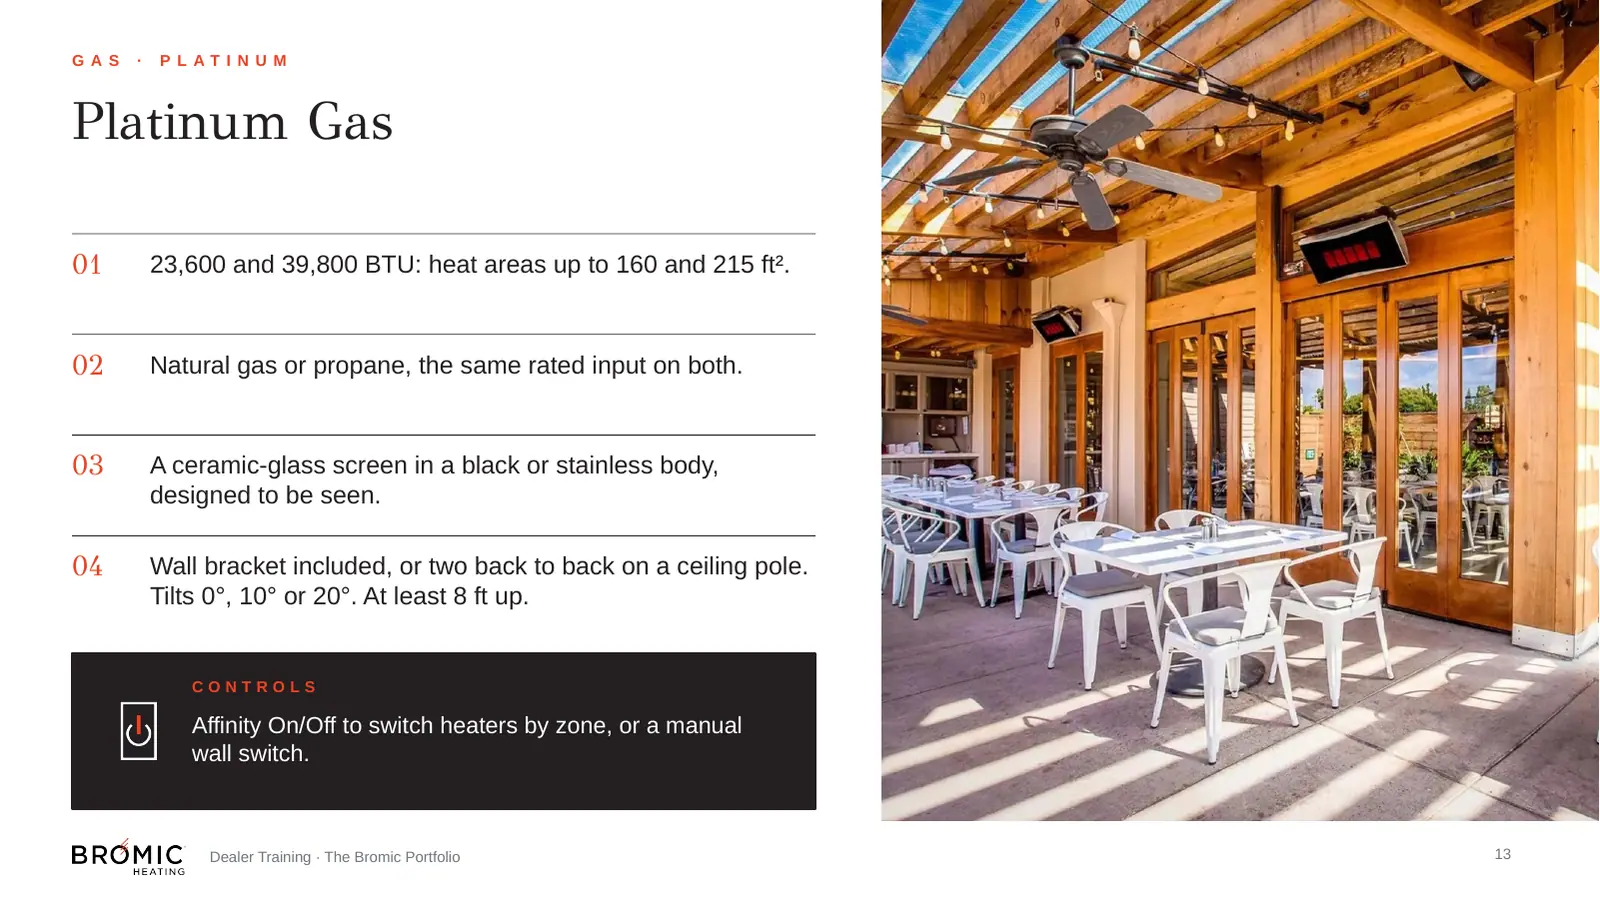 GAS · PLATINUM
Platinum Gas
01 23,600 and 39,800 BTU: heat areas up to 160 and 215 ft².
02 Natural gas or propane, the same rated input on both.
03 A ceramic-glass screen in a black or stainless body,
designed to be seen.
04 Wall bracket included, or two back to back on a ceiling pole.
Tilts 0°, 10° or 20°. At least 8 ft up.
CONTROLS
Affinity On/Off to switch heaters by zone, or a manual
wall switch.
BROMIC
HEATING
Dealer Training · The Bromic Portfolio
13